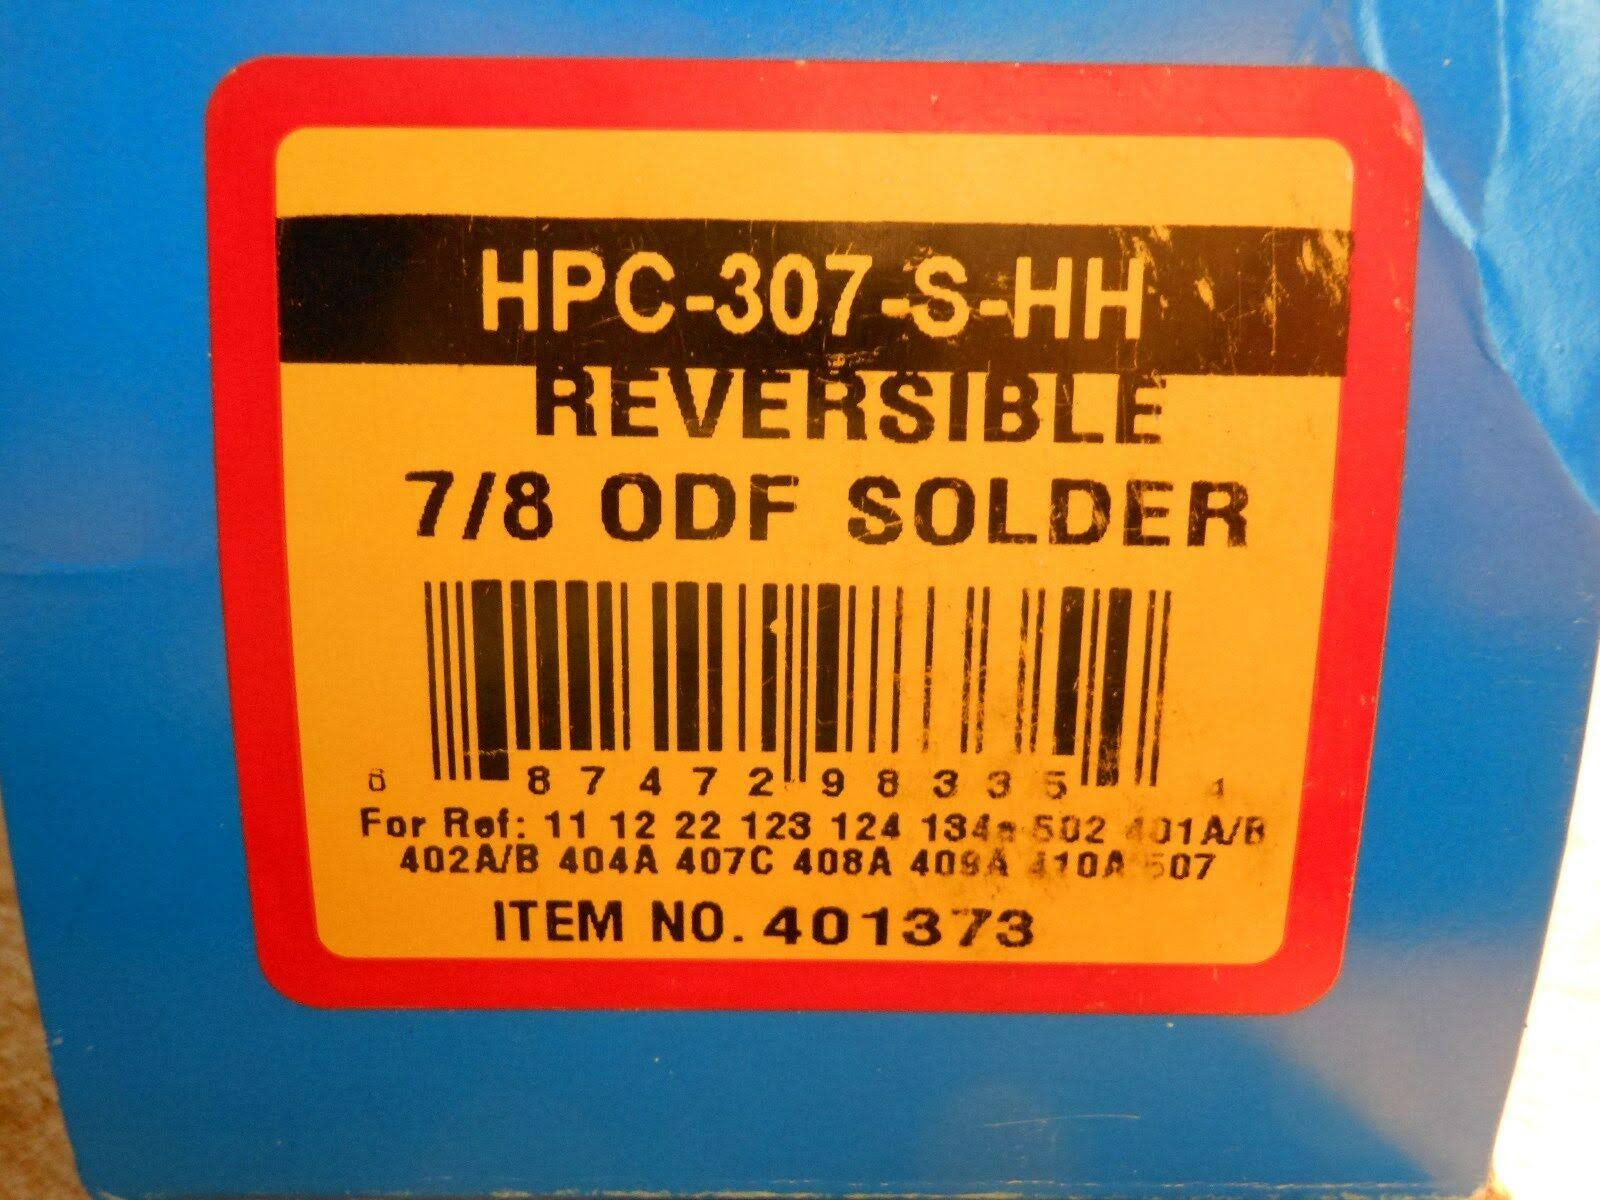 HPC-307-S-HH
REVERSIBLE
7/8 ODF SOLDER
6 87472 98335 4
For Ref: 11 12 22 123 124 134a 502 401A/B
402A/B 404A 407C 408A 409A 410A 507
ITEM NO. 401373